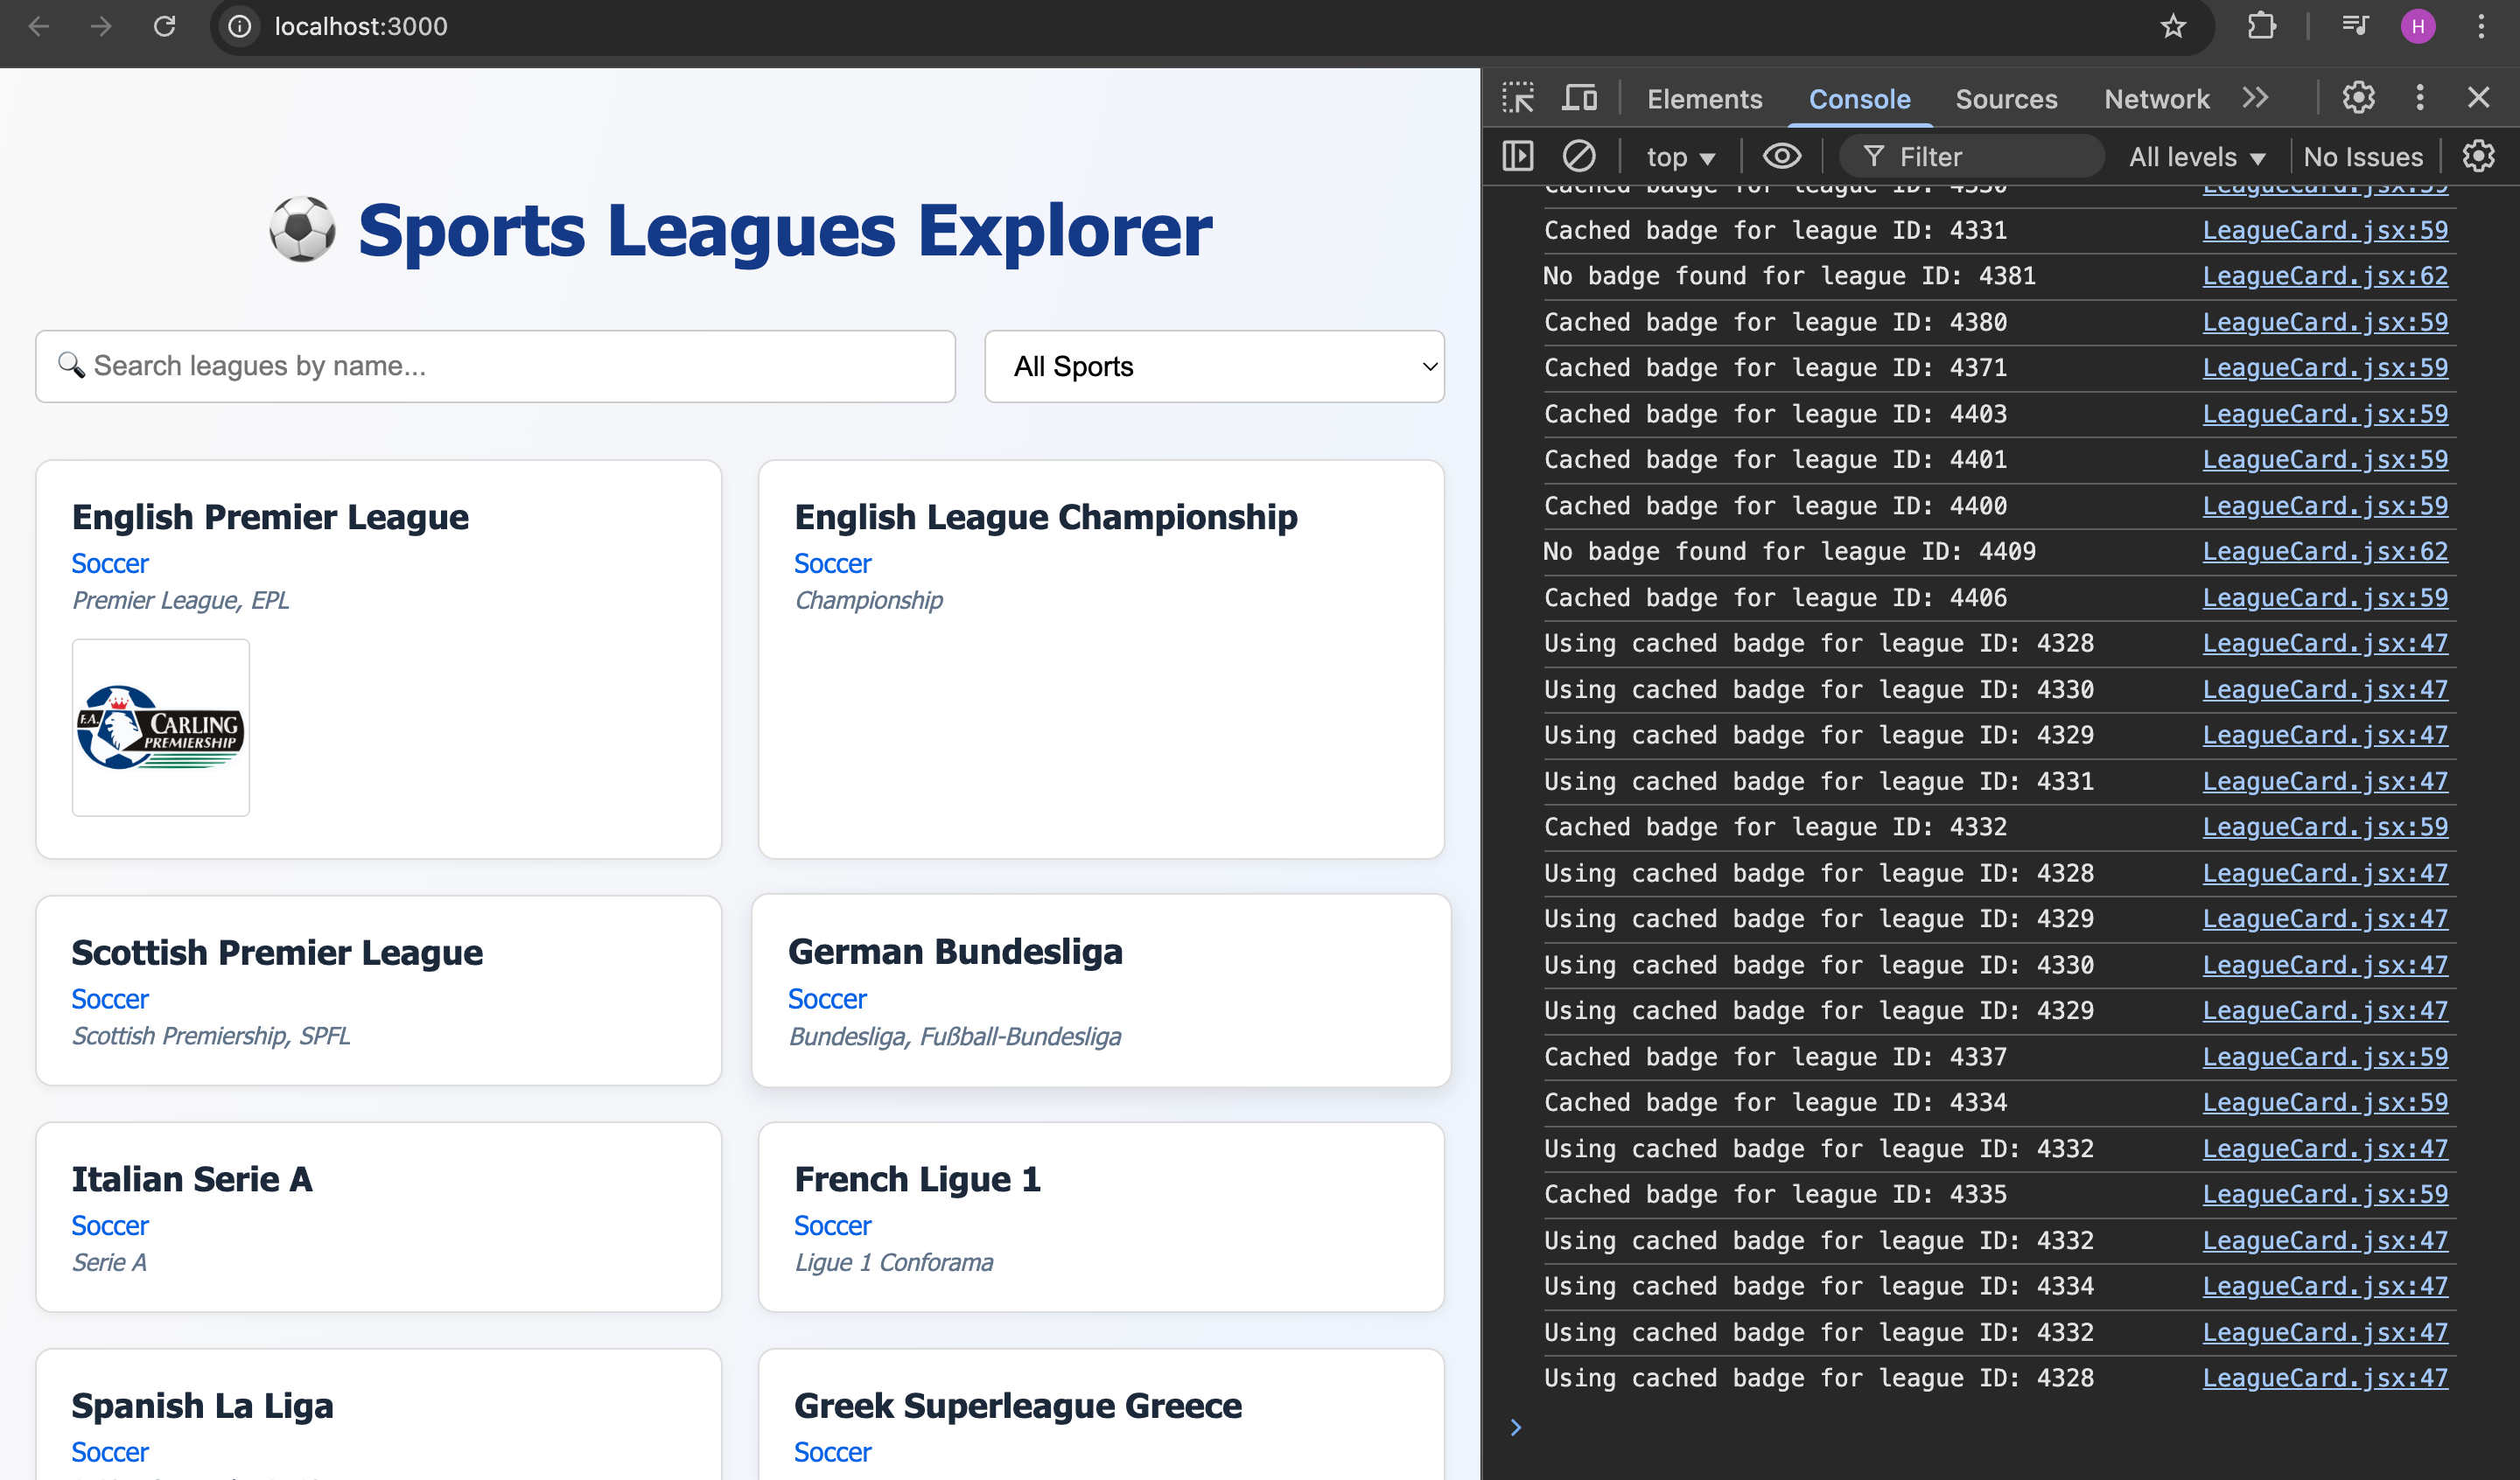 localhost:3000
H
⚽ Sports Leagues Explorer
🔍 Search leagues by name...
All Sports
English Premier League
Soccer
Premier League, EPL
F.A. CARLING
PREMIERSHIP
English League Championship
Soccer
Championship
Scottish Premier League
Soccer
Scottish Premiership, SPFL
German Bundesliga
Soccer
Bundesliga, Fußball-Bundesliga
Italian Serie A
Soccer
Serie A
French Ligue 1
Soccer
Ligue 1 Conforama
Spanish La Liga
Soccer
Greek Superleague Greece
Soccer
Elements Console Sources Network
top Filter All levels No Issues
Cached badge for league ID: 4330 LeagueCard.jsx:59
Cached badge for league ID: 4331 LeagueCard.jsx:59
No badge found for league ID: 4381 LeagueCard.jsx:62
Cached badge for league ID: 4380 LeagueCard.jsx:59
Cached badge for league ID: 4371 LeagueCard.jsx:59
Cached badge for league ID: 4403 LeagueCard.jsx:59
Cached badge for league ID: 4401 LeagueCard.jsx:59
Cached badge for league ID: 4400 LeagueCard.jsx:59
No badge found for league ID: 4409 LeagueCard.jsx:62
Cached badge for league ID: 4406 LeagueCard.jsx:59
Using cached badge for league ID: 4328 LeagueCard.jsx:47
Using cached badge for league ID: 4330 LeagueCard.jsx:47
Using cached badge for league ID: 4329 LeagueCard.jsx:47
Using cached badge for league ID: 4331 LeagueCard.jsx:47
Cached badge for league ID: 4332 LeagueCard.jsx:59
Using cached badge for league ID: 4328 LeagueCard.jsx:47
Using cached badge for league ID: 4329 LeagueCard.jsx:47
Using cached badge for league ID: 4330 LeagueCard.jsx:47
Using cached badge for league ID: 4329 LeagueCard.jsx:47
Cached badge for league ID: 4337 LeagueCard.jsx:59
Cached badge for league ID: 4334 LeagueCard.jsx:59
Using cached badge for league ID: 4332 LeagueCard.jsx:47
Cached badge for league ID: 4335 LeagueCard.jsx:59
Using cached badge for league ID: 4332 LeagueCard.jsx:47
Using cached badge for league ID: 4334 LeagueCard.jsx:47
Using cached badge for league ID: 4332 LeagueCard.jsx:47
Using cached badge for league ID: 4328 LeagueCard.jsx:47